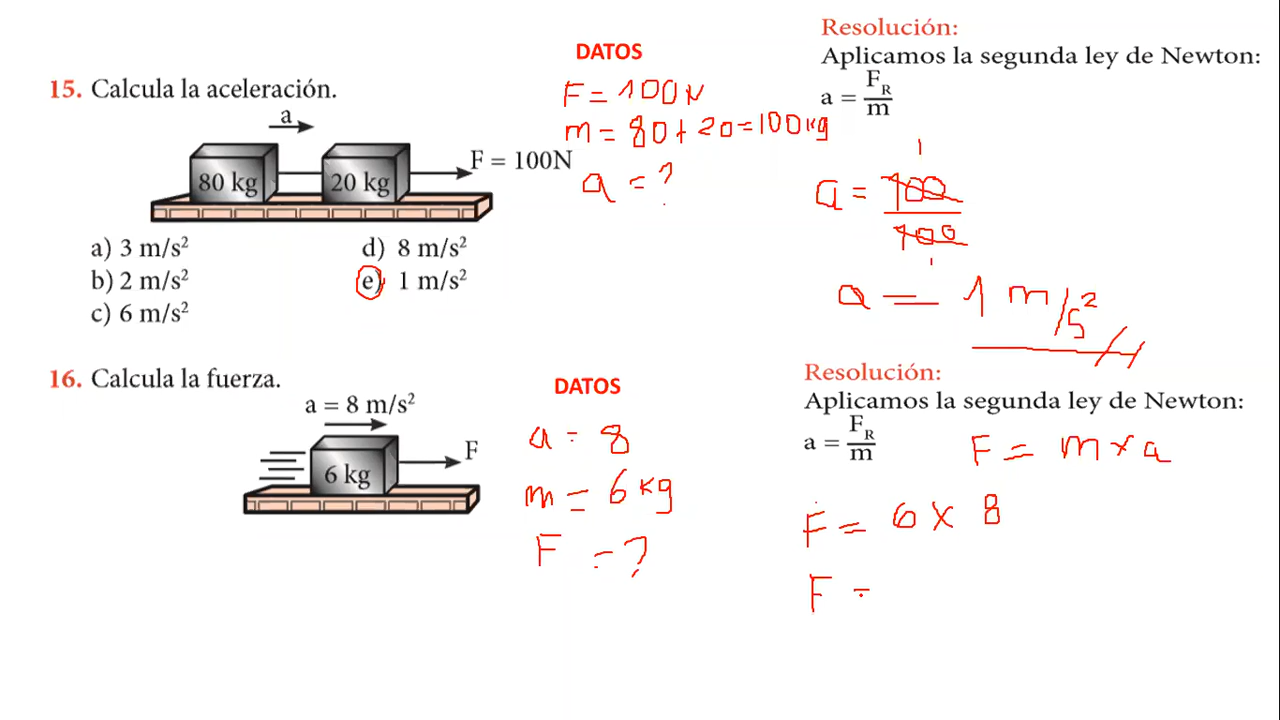 15. Calcula la aceleración.
a
80 kg
20 kg
F = 100N
a) 3 m/s²
b) 2 m/s²
c) 6 m/s²
d) 8 m/s²
e) 1 m/s²
DATOS
F = 100N
m = 80 + 20 = 100 kg
a = ?
Resolución:
Aplicamos la segunda ley de Newton:
a = F_R/m
1
a = 100/100
1
a = 1 m/s²
16. Calcula la fuerza.
a = 8 m/s²
6 kg
F
DATOS
a = 8
m = 6 kg
F = ?
Resolución:
Aplicamos la segunda ley de Newton:
a = F_R/m
F = m x a
F = 6 x 8
F =